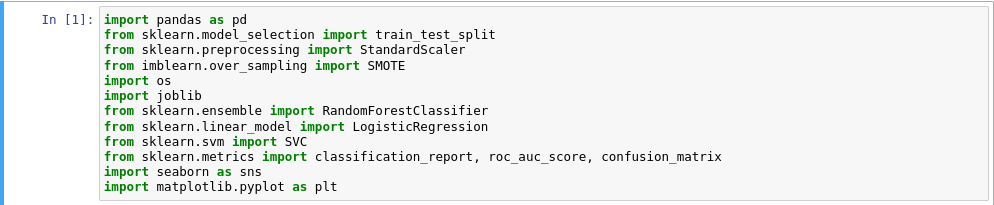 In [1]: import pandas as pd
from sklearn.model_selection import train_test_split
from sklearn.preprocessing import StandardScaler
from imblearn.over_sampling import SMOTE
import os
import joblib
from sklearn.ensemble import RandomForestClassifier
from sklearn.linear_model import LogisticRegression
from sklearn.svm import SVC
from sklearn.metrics import classification_report, roc_auc_score, confusion_matrix
import seaborn as sns
import matplotlib.pyplot as plt